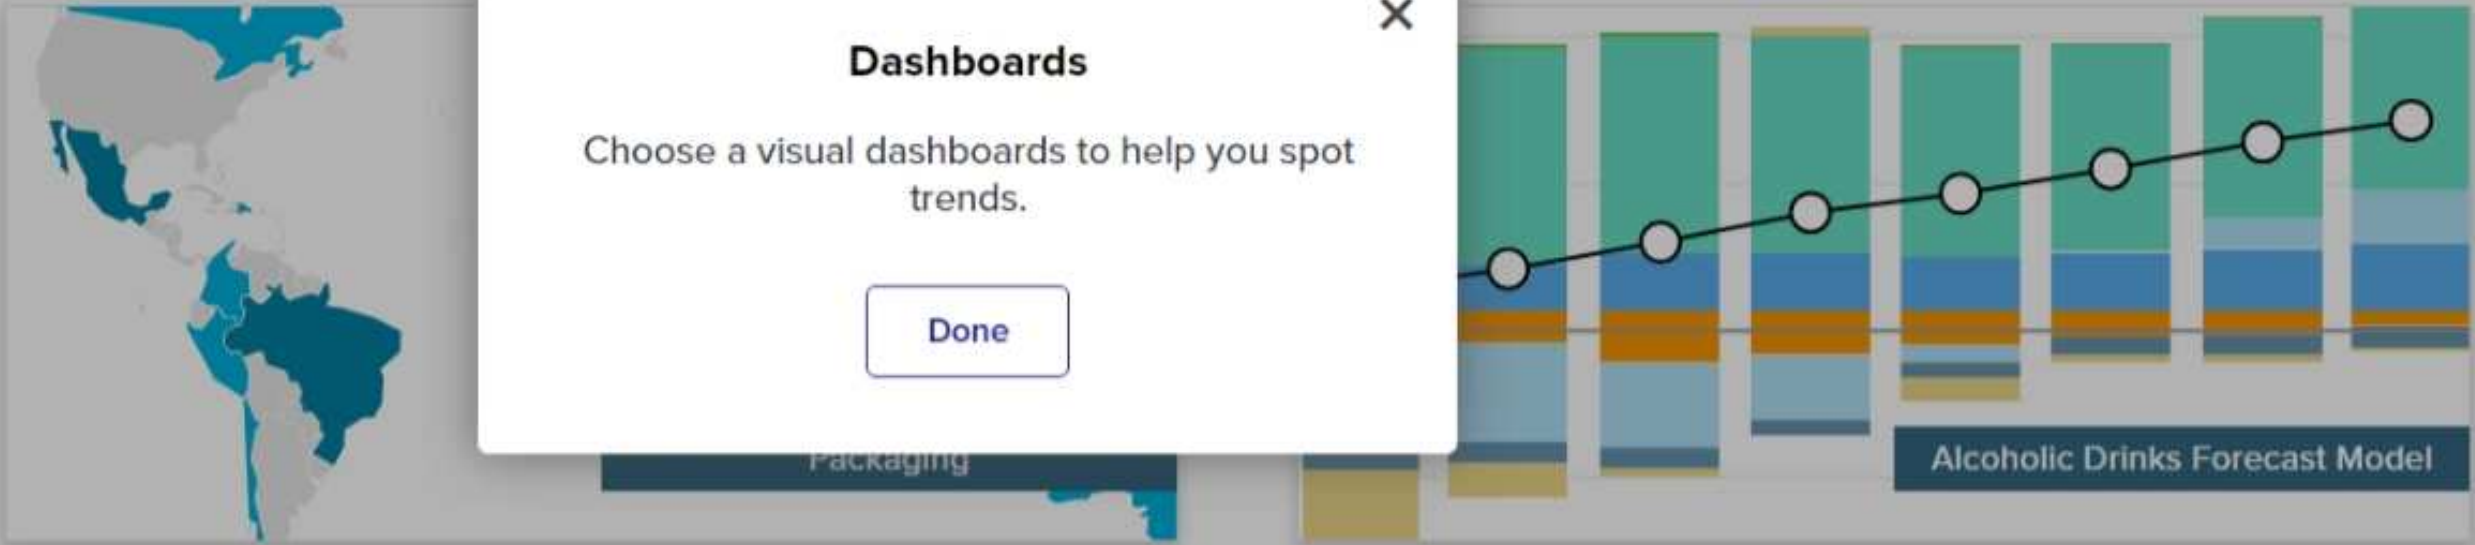 Dashboards
Choose a visual dashboards to help you spot
trends.
Done
Packaging
Alcoholic Drinks Forecast Model